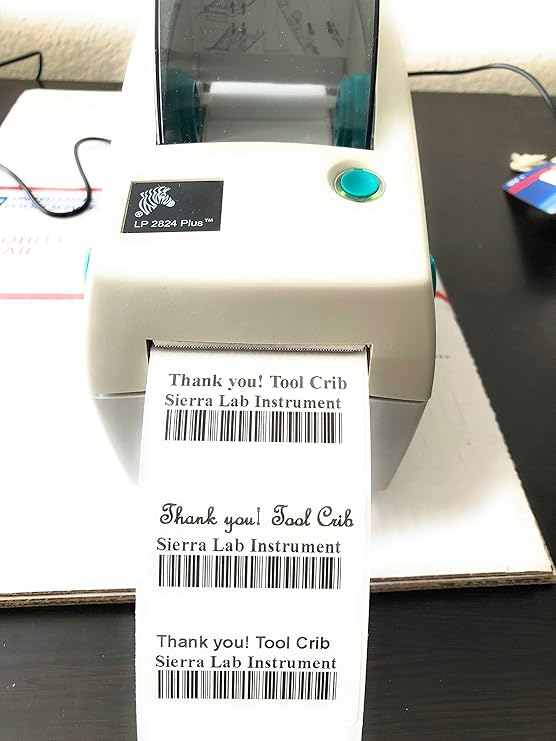 LP 2824 Plus™
Thank you! Tool Crib
Sierra Lab Instrument
Thank you! Tool Crib
Sierra Lab Instrument
Thank you! Tool Crib
Sierra Lab Instrument